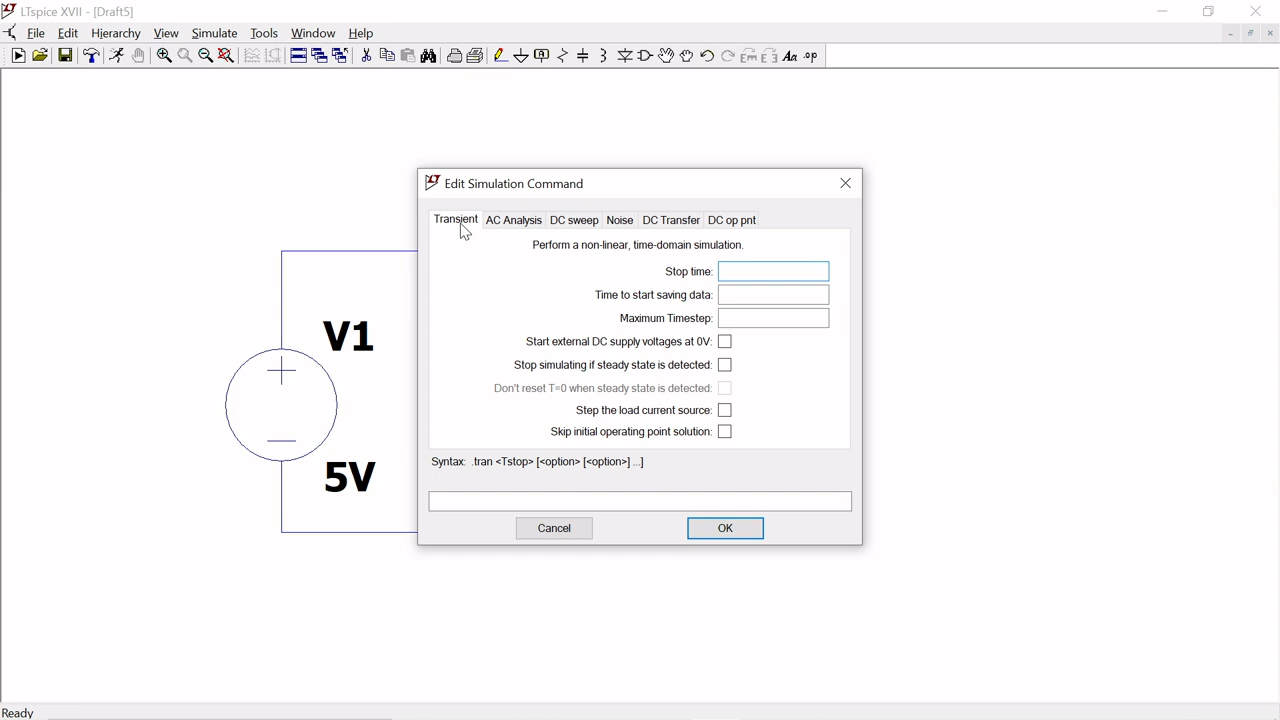 LTspice XVII - [Draft5]
File Edit Hierarchy View Simulate Tools Window Help
Edit Simulation Command
Transient AC Analysis DC sweep Noise DC Transfer DC op pnt
Perform a non-linear, time-domain simulation.
Stop time:
Time to start saving data:
Maximum Timestep:
Start external DC supply voltages at 0V:
Stop simulating if steady state is detected:
Don't reset T=0 when steady state is detected:
Step the load current source:
Skip initial operating point solution:
Syntax: .tran <Tstop> [<option> [<option>] ...]
Cancel OK
V1
5V
Ready